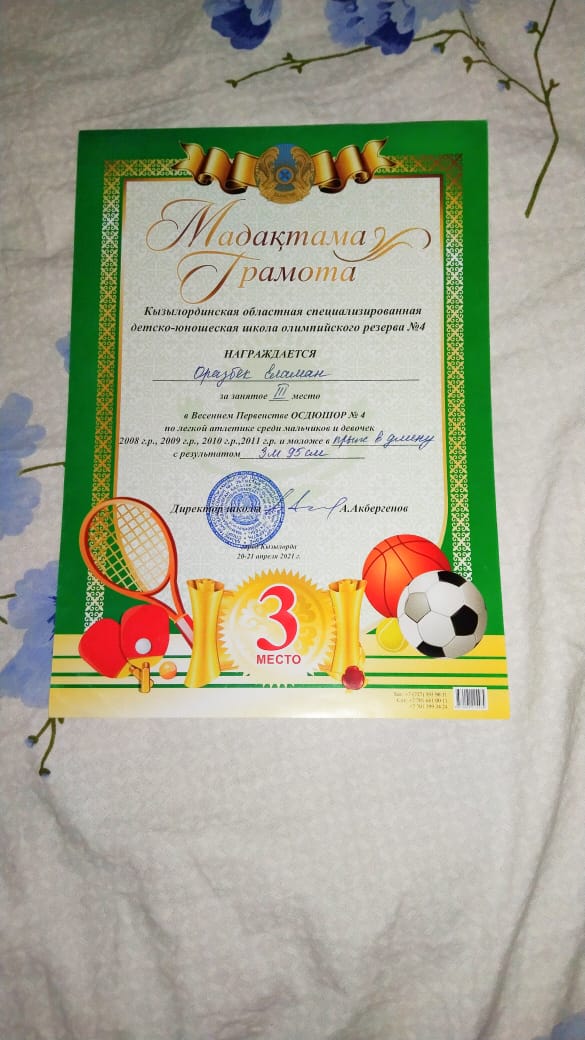 Мадақтама
Грамота
Кызылординская областная специализированная
детско-юношеская школа олимпийского резерва №4
НАГРАЖДАЕТСЯ
Оразбек Еламан
за занятое III место
в Весеннем Первенстве ОСДЮШОР № 4
по легкой атлетике среди мальчиков и девочек
2008 г.р., 2009 г.р., 2010 г.р.,2011 г.р. и моложе в прыж в длину
с результатом 3м 95см
Директор школы А.Акбергенов
город Кызылорда
20-21 апреля 2021 г.
3
МЕСТО